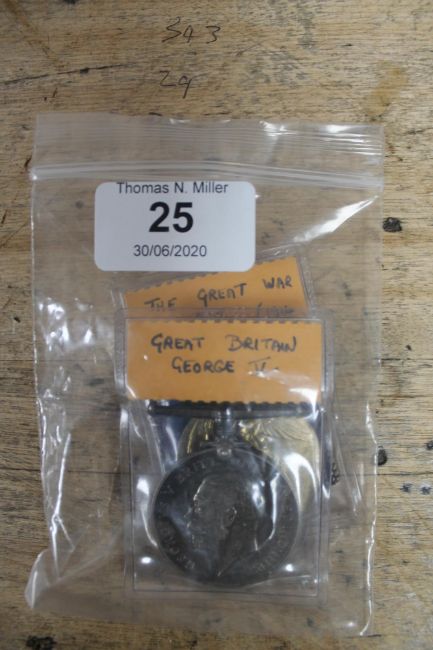 343
29
Thomas N. Miller
25
30/06/2020
THE GREAT WAR
GREAT BRITAIN
GEORGE V.